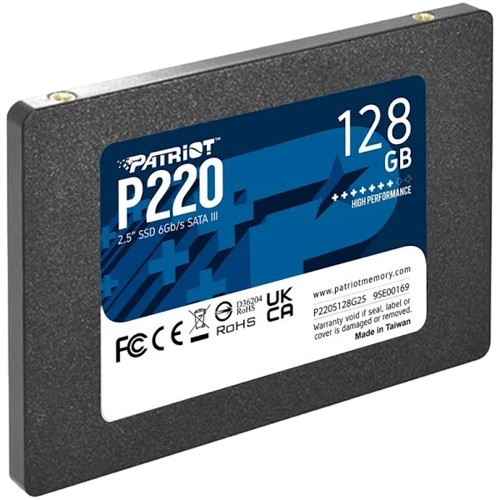 PATRIOT
P220
2.5" SSD 6Gb/s SATA III
128
GB
HIGH PERFORMANCE
FC CE
D36204
RoHS
RoHS
UK
CA
www.patriotmemory.com
P220S128G25 9SE00169
Warranty void if seal, label or
cover is damaged or removed.
Made in Taiwan